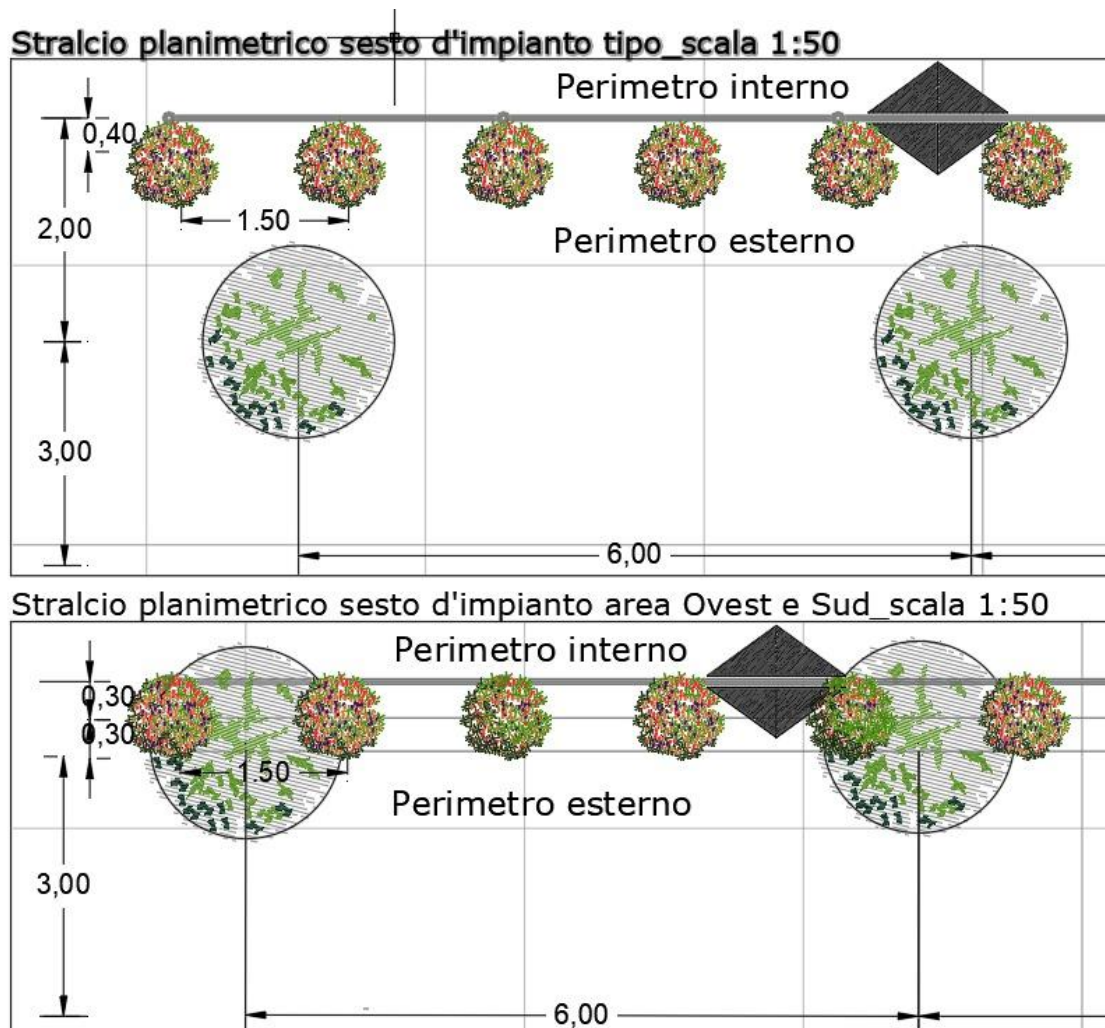 Stralcio planimetrico sesto d'impianto tipo_scala 1:50
Perimetro interno
0,40
2,00
1.50
Perimetro esterno
3,00
6,00
Stralcio planimetrico sesto d'impianto area Ovest e Sud_scala 1:50
Perimetro interno
0,30
0,30
1.50
Perimetro esterno
3,00
6,00